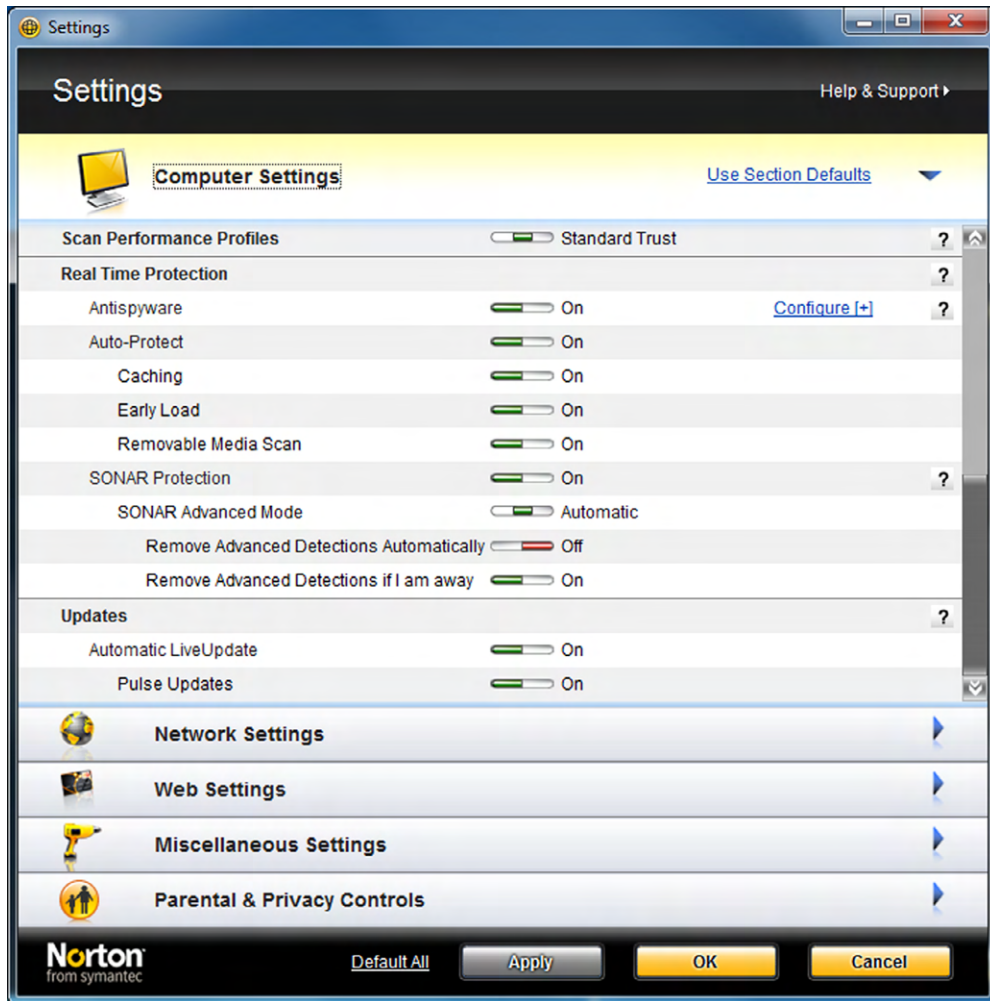 Settings
Settings
Help & Support
Computer Settings Use Section Defaults
Scan Performance Profiles Standard Trust ?
Real Time Protection ?
Antispyware On Configure [+] ?
Auto-Protect On
Caching On
Early Load On
Removable Media Scan On
SONAR Protection On ?
SONAR Advanced Mode Automatic
Remove Advanced Detections Automatically Off
Remove Advanced Detections if I am away On
Updates ?
Automatic LiveUpdate On
Pulse Updates On
Network Settings
Web Settings
Miscellaneous Settings
Parental & Privacy Controls
Norton
from symantec
Default All Apply OK Cancel